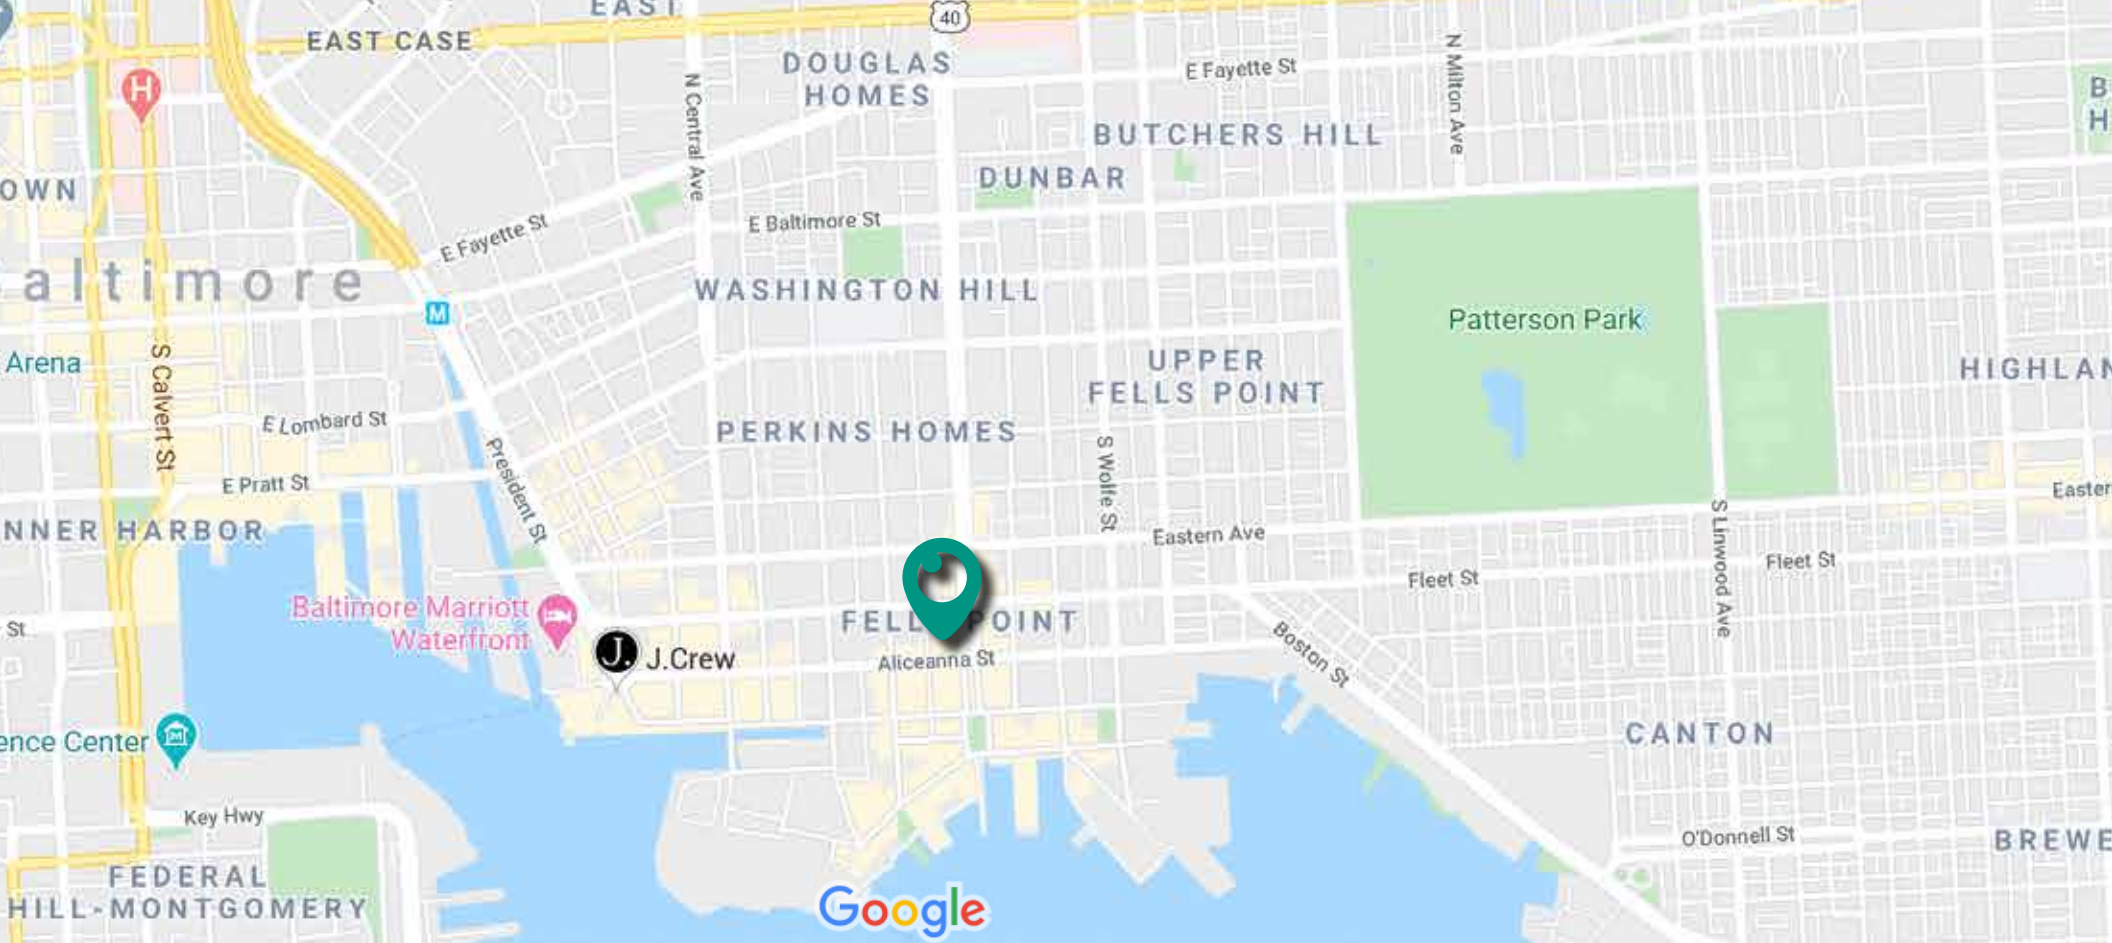 EAST
40
EAST CASE
DOUGLAS
HOMES
E Fayette St
N Milton Ave
H
N Central Ave
BUTCHERS HILL
DUNBAR
OWN
E Fayette St
E Baltimore St
altimore
M
WASHINGTON HILL
Patterson Park
Arena
S Calvert St
UPPER
FELLS POINT
HIGHLAN
E Lombard St
PERKINS HOMES
President St
S Wolfe St
E Pratt St
Easter
NNER HARBOR
Eastern Ave
S Linwood Ave
Fleet St
Fleet St
Baltimore Marriott
Waterfront
FELL POINT
St
J.
J.Crew
Aliceanna St
Boston St
ence Center
CANTON
Key Hwy
O'Donnell St
BREWE
FEDERAL
HILL-MONTGOMERY
Google